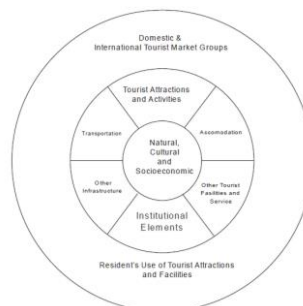 Domestic &
International Tourist Market Groups
Tourist Attractions
and Activities
Transportation
Accomodation
Natural,
Cultural
and
Socioeconomic
Other
Infrastructure
Other Tourist
Facilities and
Service
Institutional
Elements
Resident's Use of Tourist Attractions
and Facilities